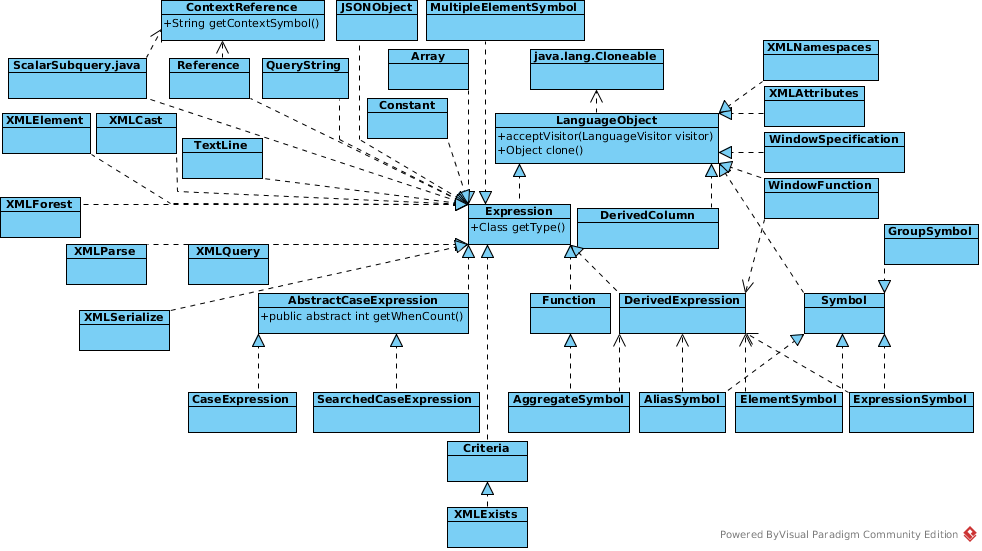 ContextReference
+String getContextSymbol()
JSONObject
MultipleElementSymbol
ScalarSubquery.java
Reference
QueryString
Array
java.lang.Cloneable
XMLNamespaces
XMLAttributes
Constant
XMLElement
XMLCast
TextLine
LanguageObject
+acceptVisitor(LanguageVisitor visitor)
+Object clone()
WindowSpecification
WindowFunction
XMLForest
Expression
+Class getType()
DerivedColumn
GroupSymbol
XMLParse
XMLQuery
XMLSerialize
AbstractCaseExpression
+public abstract int getWhenCount()
Function
DerivedExpression
Symbol
CaseExpression
SearchedCaseExpression
AggregateSymbol
AliasSymbol
ElementSymbol
ExpressionSymbol
Criteria
XMLExists
Powered ByVisual Paradigm Community Edition